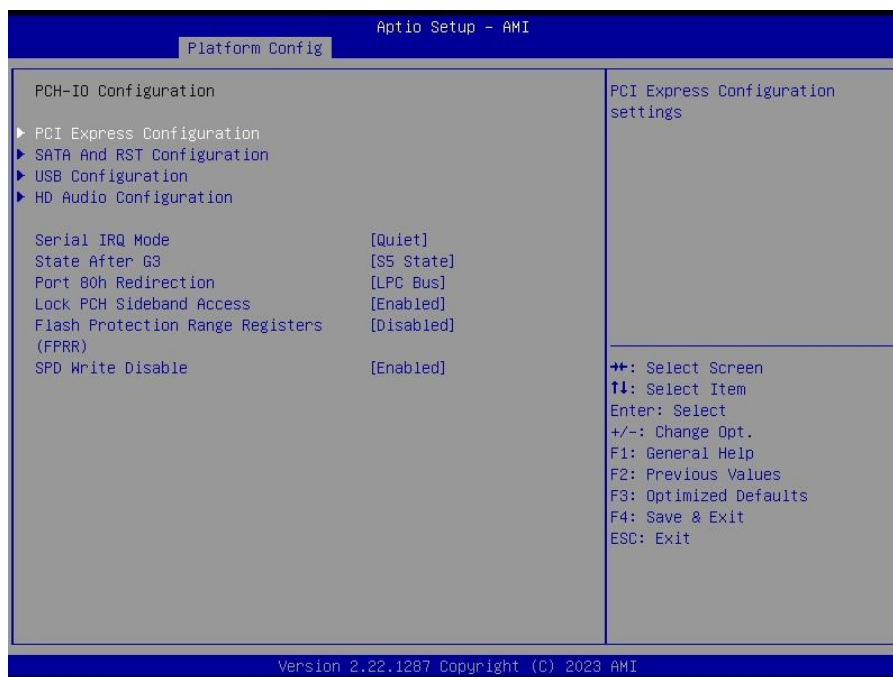 Aptio Setup – AMI
Platform Config
PCH-IO Configuration
PCI Express Configuration
SATA And RST Configuration
USB Configuration
HD Audio Configuration
Serial IRQ Mode [Quiet]
State After G3 [S5 State]
Port 80h Redirection [LPC Bus]
Lock PCH Sideband Access [Enabled]
Flash Protection Range Registers [Disabled]
(FPRR)
SPD Write Disable [Enabled]
PCI Express Configuration
settings
→←: Select Screen
↑↓: Select Item
Enter: Select
+/-: Change Opt.
F1: General Help
F2: Previous Values
F3: Optimized Defaults
F4: Save & Exit
ESC: Exit
Version 2.22.1287 Copyright (C) 2023 AMI